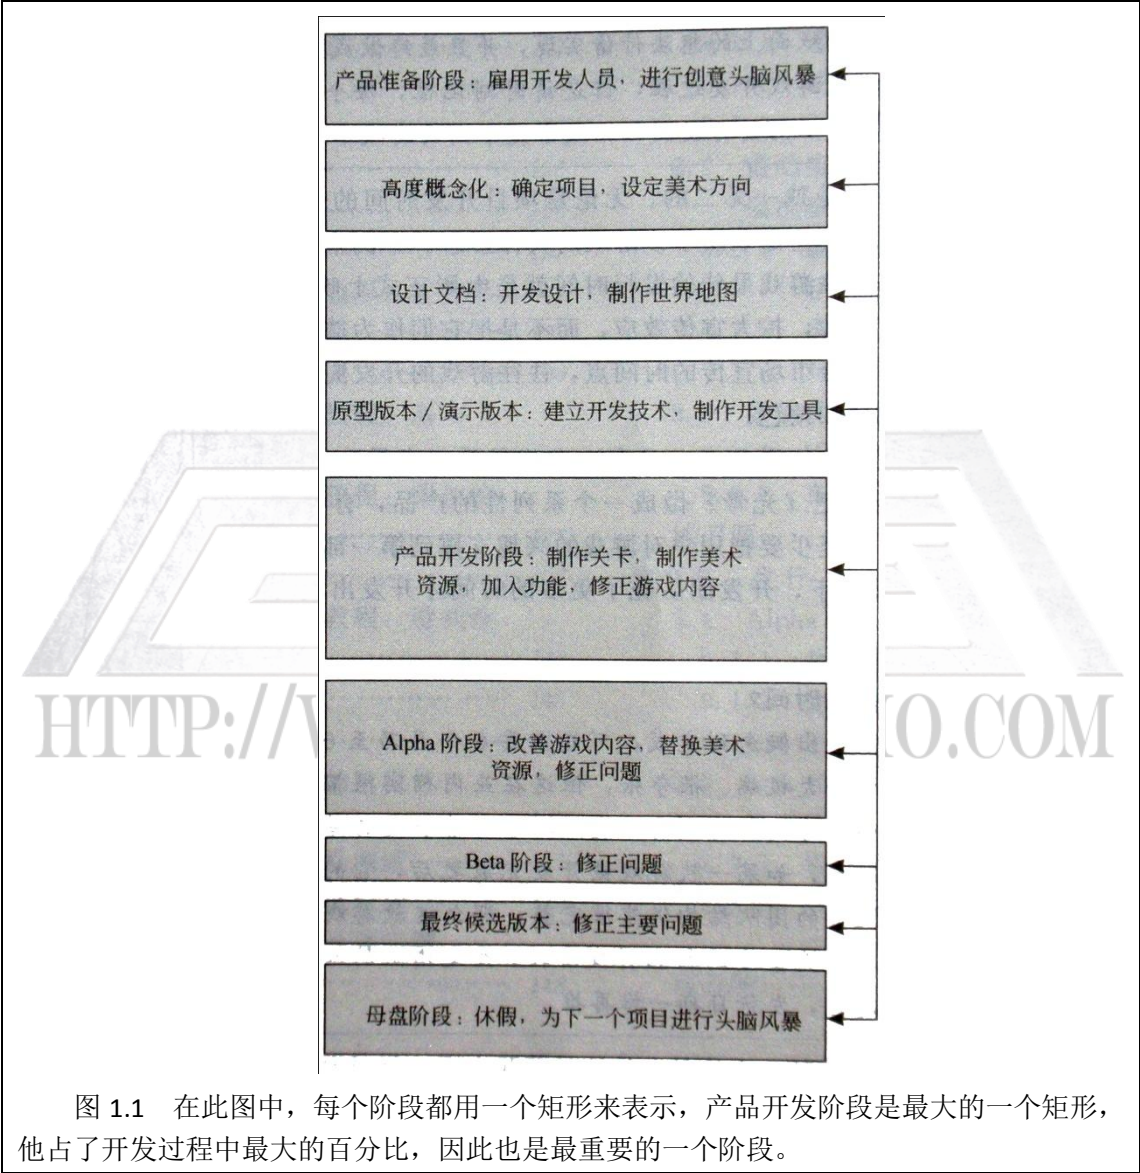 产品准备阶段：雇用开发人员，进行创意头脑风暴
高度概念化：确定项目，设定美术方向
设计文档：开发设计，制作世界地图
原型版本／演示版本：建立开发技术，制作开发工具
产品开发阶段：制作关卡，制作美术
资源，加入功能，修正游戏内容
HTTP://
IO.COM
Alpha 阶段：改善游戏内容，替换美术
资源，修正问题
Beta 阶段：修正问题
最终候选版本：修正主要问题
母盘阶段：休假，为下一个项目进行头脑风暴
图 1.1 在此图中，每个阶段都用一个矩形来表示，产品开发阶段是最大的一个矩形，
他占了开发过程中最大的百分比，因此也是最重要的一个阶段。